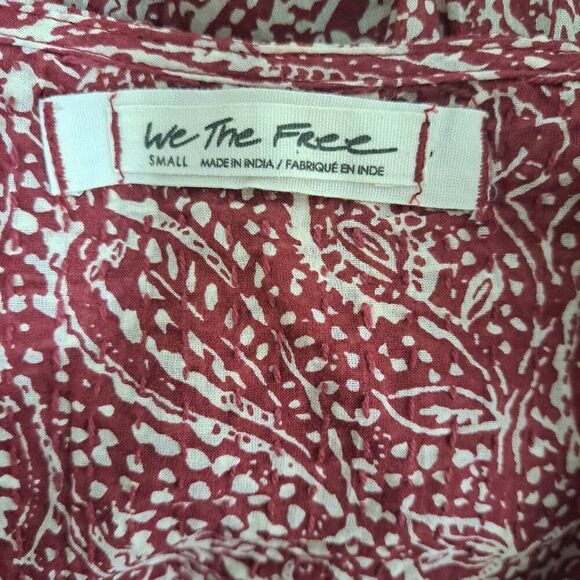 We The Free
SMALL MADE IN INDIA / FABRIQUÉ EN INDE